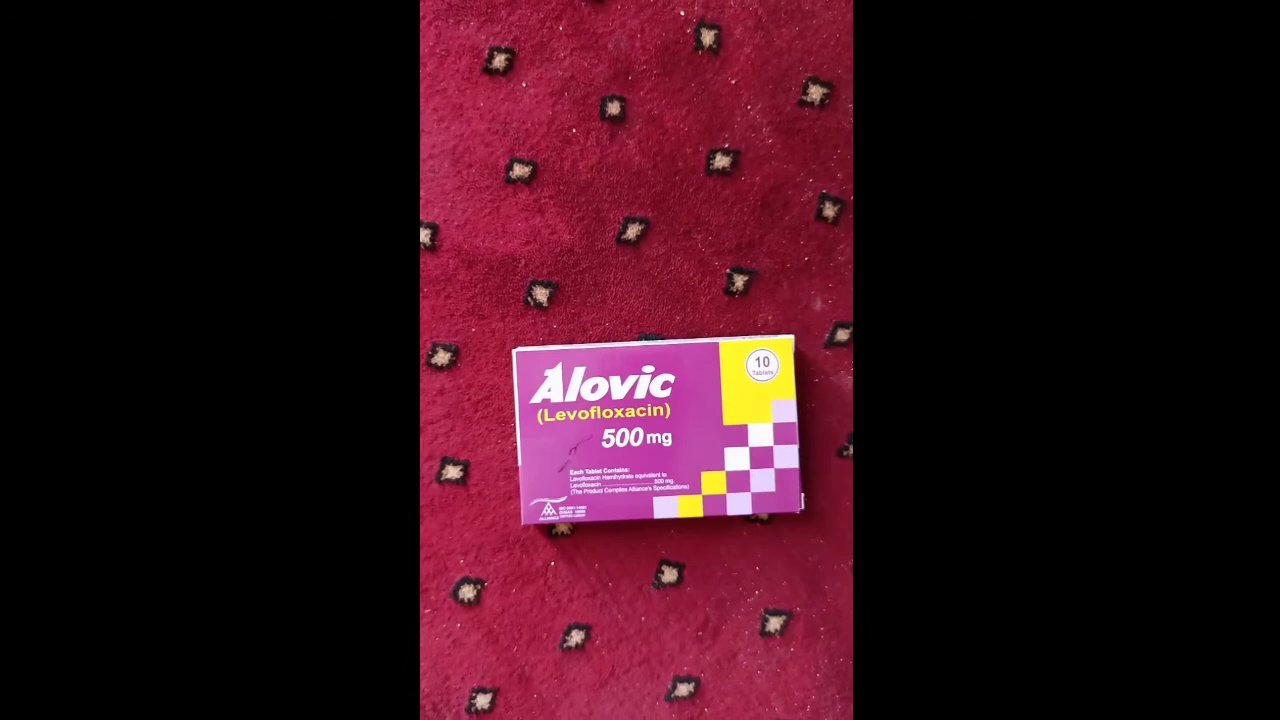 Alovic
(Levofloxacin)
500 mg
10
Tablets
Each Tablet Contains:
Levofloxacin Hemihydrate equivalent to
Levofloxacin ........................500 mg
(The Product Complies Alliance's Specifications)
ALLIANCE